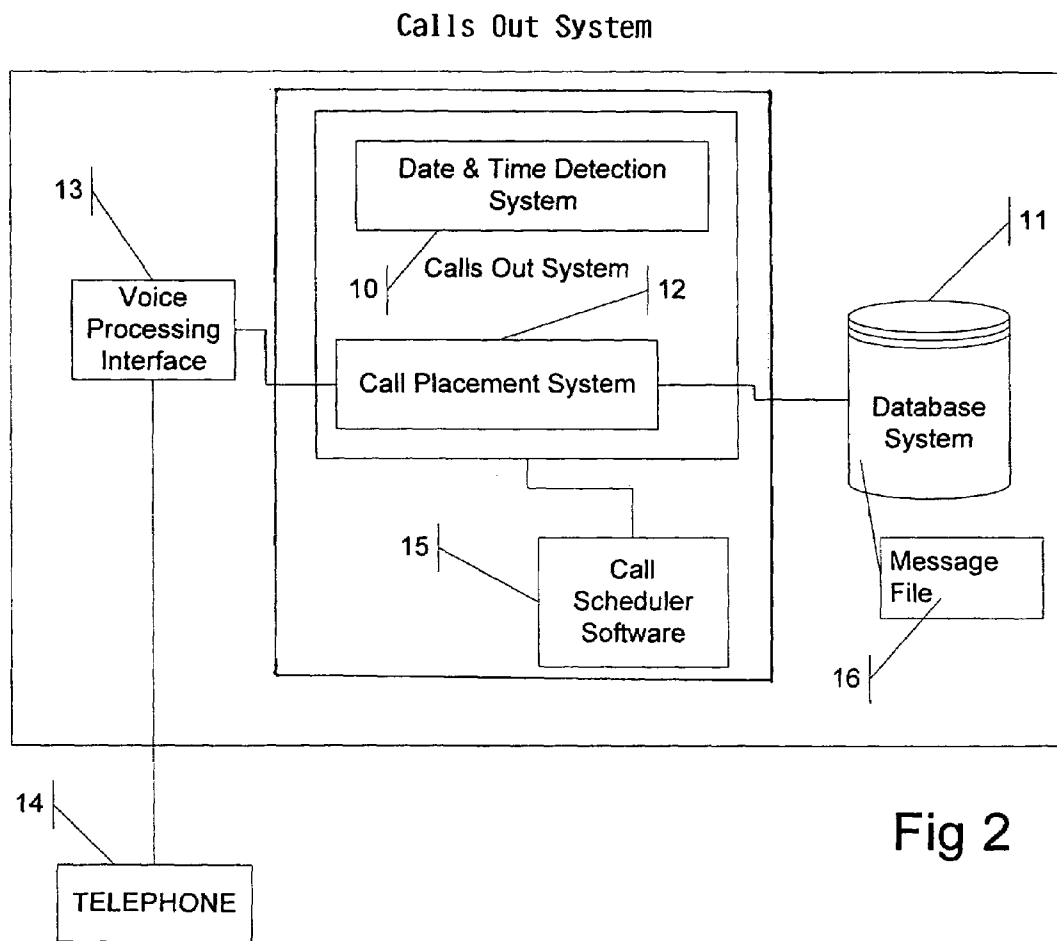 Calls Out System
Date & Time Detection
System
13
11
10
Calls Out System
12
Voice
Processing
Interface
Call Placement System
Database
System
15
Call
Scheduler
Software
Message
File
16
14
Fig 2
TELEPHONE